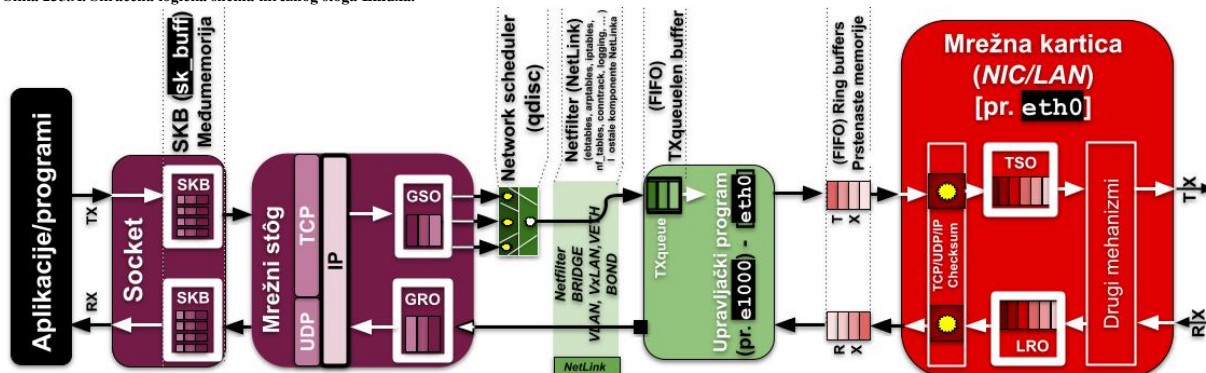 Aplikacije/programi
TX
RX
SKB (sk_buff)
Međumemorija
Socket
SKB
SKB
Mrežni stôg
TCP
UDP
IP
GSO
GRO
Network scheduler
(qdisc)
Netfilter (NetLink)
(ebtables, arptables, iptables,
nf_tables, conntrack, logging, ...)
i ostale komponente NetLinka
Netfilter
BRIDGE
VLAN, VxLAN,VETH
BOND
NetLink
(FIFO)
TXqueuelen buffer
TXqueue
Upravljački program
(pr. e1000) - [eth0]
(FIFO) Ring buffers
Prstenaste memorije
T
X
R
X
Mrežna kartica
(NIC/LAN)
[pr. eth0]
TCP/UDP/IP
Checksum
TSO
LRO
Drugi mehanizmi
TX
RX